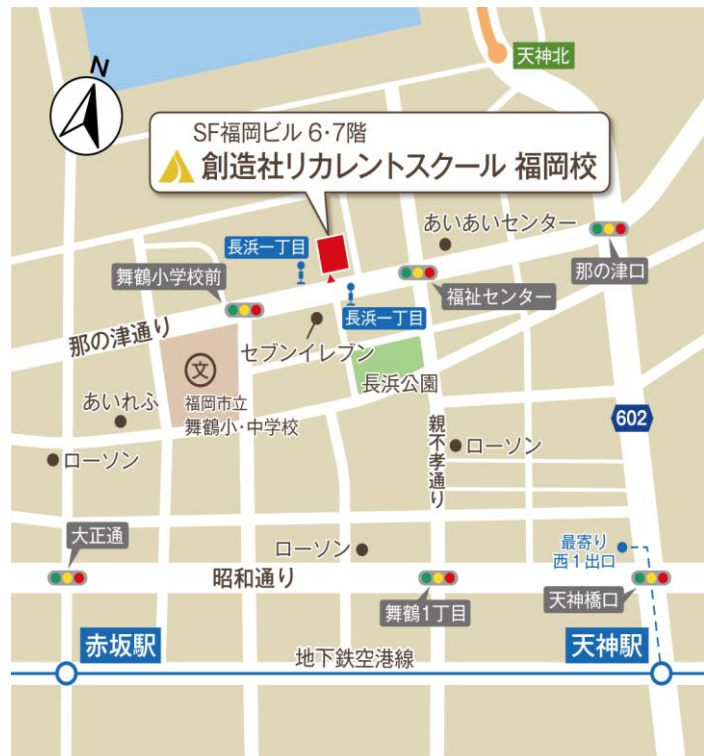 天神北
N
SF福岡ビル 6・7階
創造社リカレントスクール 福岡校
あいあいセンター
長浜一丁目
舞鶴小学校前
那の津口
福祉センター
長浜一丁目
那の津通り
セブンイレブン
文
長浜公園
福岡市立
舞鶴小・中学校
あいれふ
602
親不孝通り
ローソン
ローソン
大正通
ローソン
最寄り
西1出口
昭和通り
舞鶴1丁目
天神橋口
赤坂駅
地下鉄空港線
天神駅